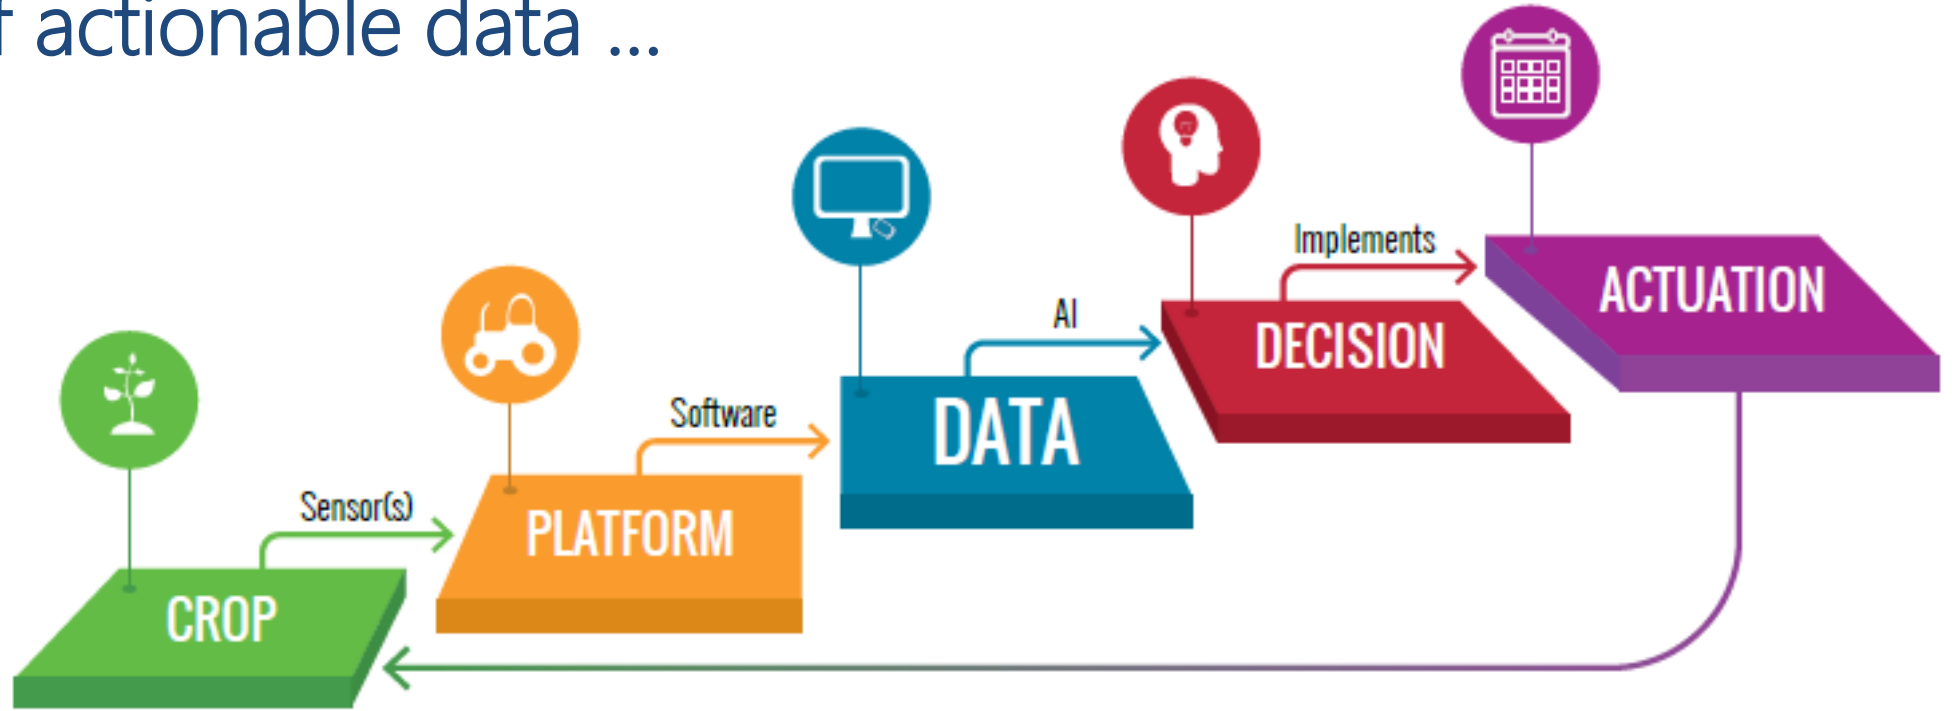 actionable data ...
Implements
ACTUATION
AI
DECISION
Software
DATA
Sensor(s)
PLATFORM
CROP